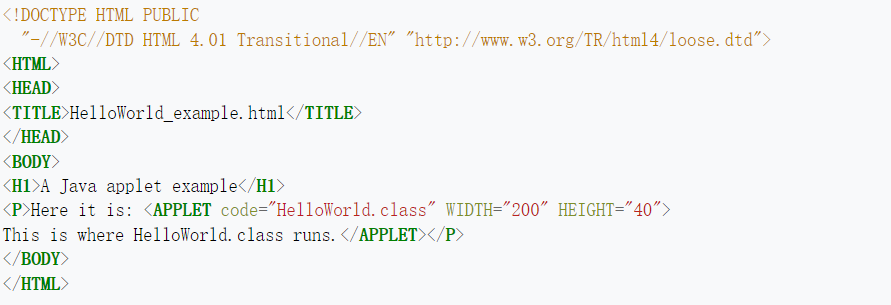 <!DOCTYPE HTML PUBLIC
"-//W3C//DTD HTML 4.01 Transitional//EN" "http://www.w3.org/TR/html4/loose.dtd">
<HTML>
<HEAD>
<TITLE>HelloWorld_example.html</TITLE>
</HEAD>
<BODY>
<H1>A Java applet example</H1>
<P>Here it is: <APPLET code="HelloWorld.class" WIDTH="200" HEIGHT="40">
This is where HelloWorld.class runs.</APPLET></P>
</BODY>
</HTML>